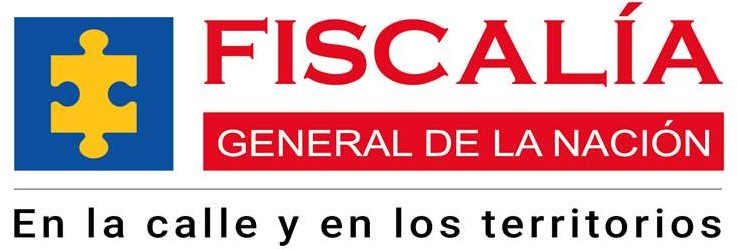 FISCALÍA
GENERAL DE LA NACIÓN
En la calle y en los territorios